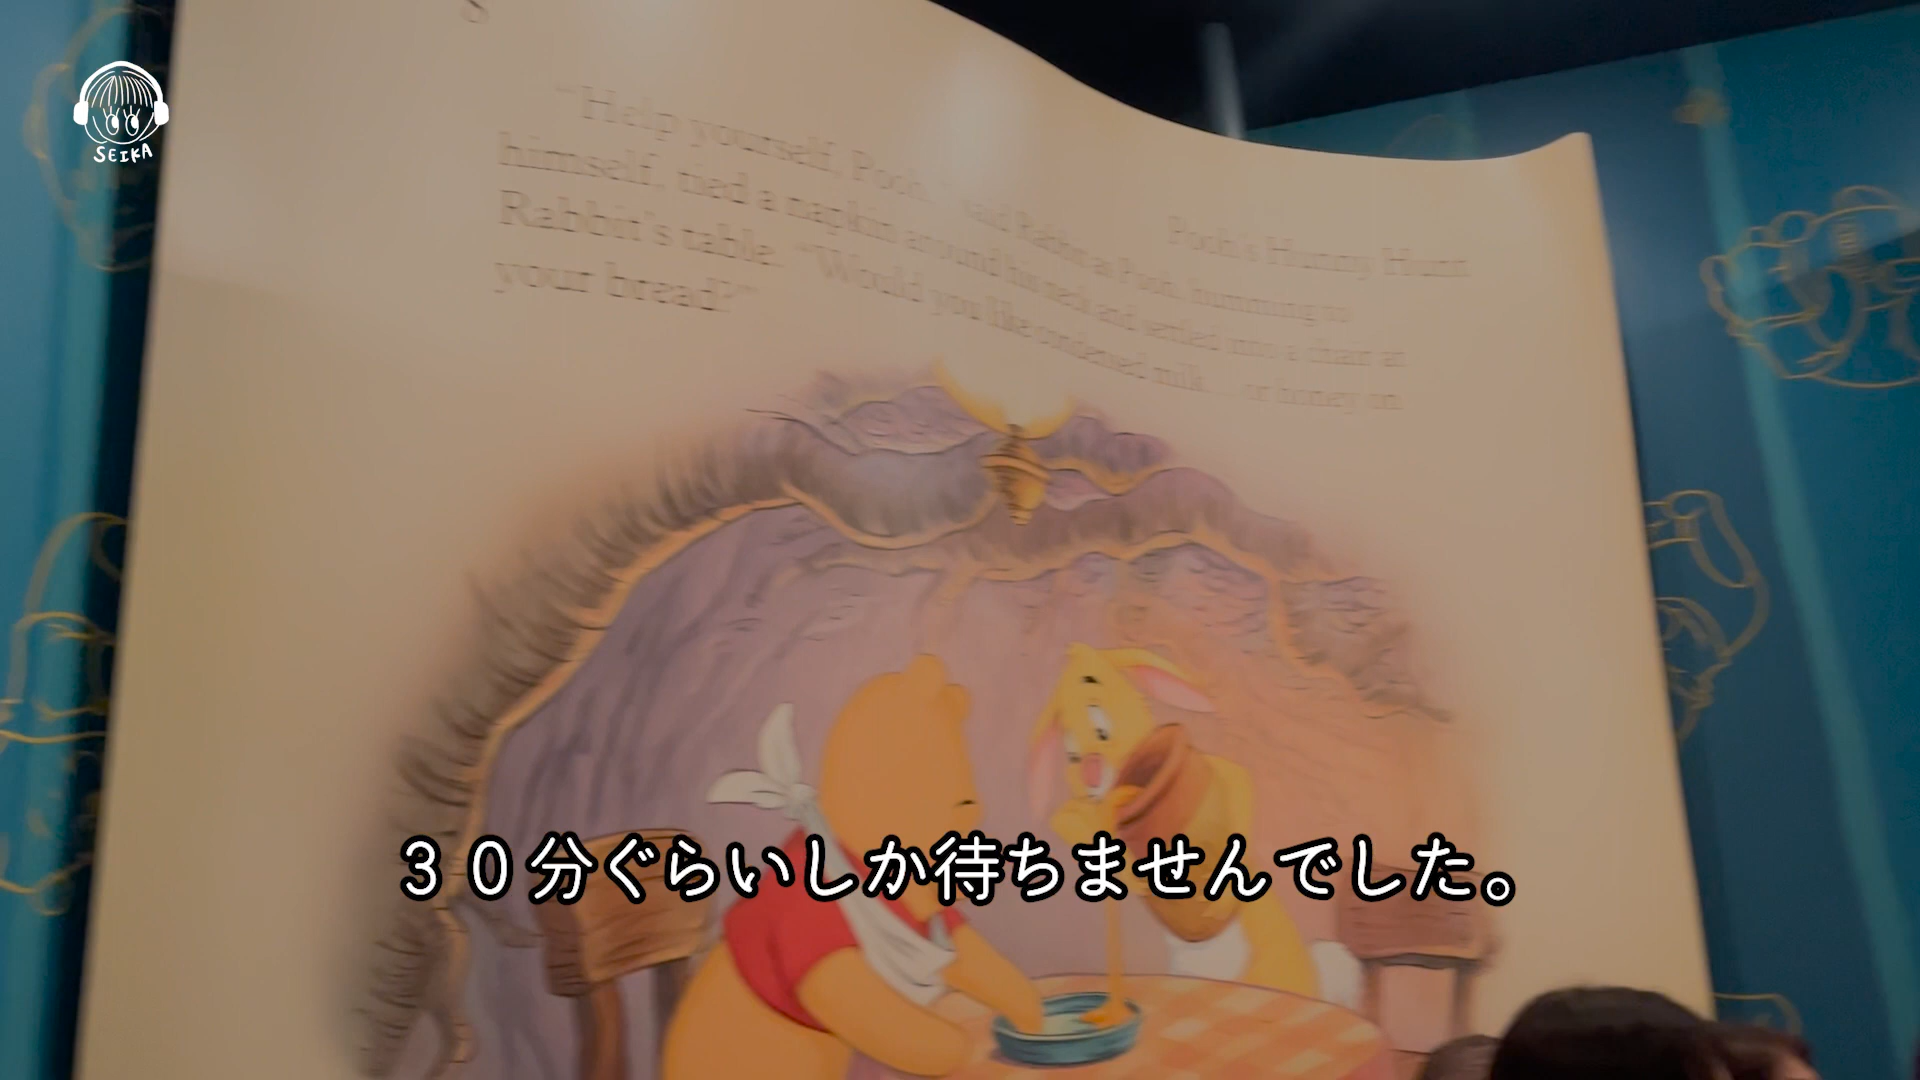 SEIKA
8
Pooh's Hunny Hunt
"Help yourself, Pooh," said Rabbit as Pooh, humming to
himself, tied a napkin around his neck and settled into a chair at
Rabbit's table. "Would you like condensed milk... or honey on
your bread?"
30分ぐらいしか待ちませんでした。